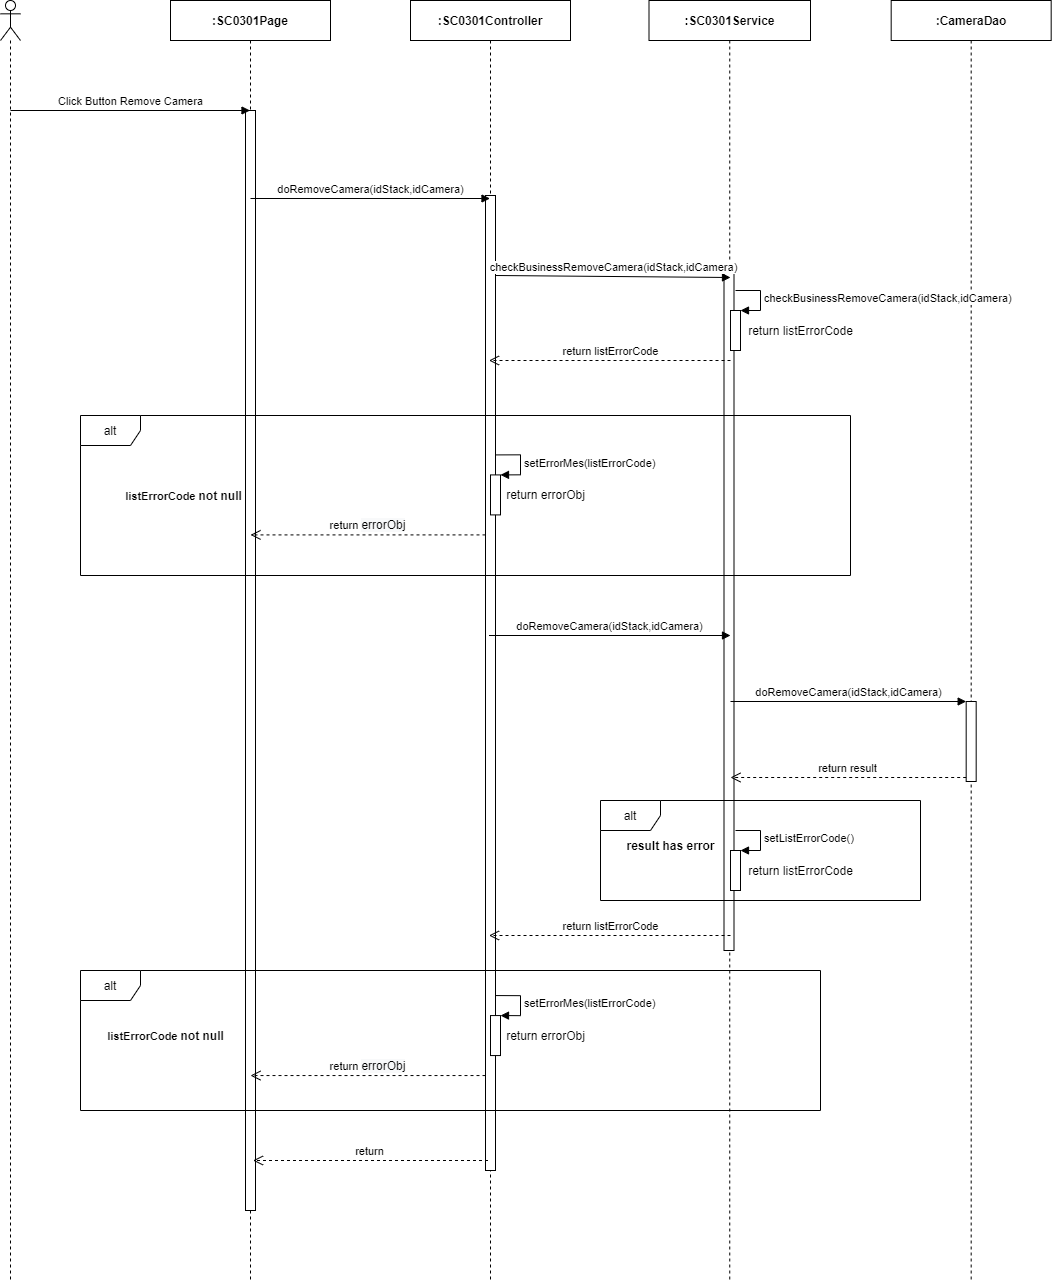 :SC0301Page
:SC0301Controller
:SC0301Service
:CameraDao
Click Button Remove Camera
doRemoveCamera(idStack,idCamera)
checkBusinessRemoveCamera(idStack,idCamera)
checkBusinessRemoveCamera(idStack,idCamera)
return listErrorCode
return listErrorCode
alt
setErrorMes(listErrorCode)
listErrorCode not null
return errorObj
return errorObj
doRemoveCamera(idStack,idCamera)
doRemoveCamera(idStack,idCamera)
return result
alt
setListErrorCode()
result has error
return listErrorCode
return listErrorCode
alt
setErrorMes(listErrorCode)
listErrorCode not null
return errorObj
return errorObj
return